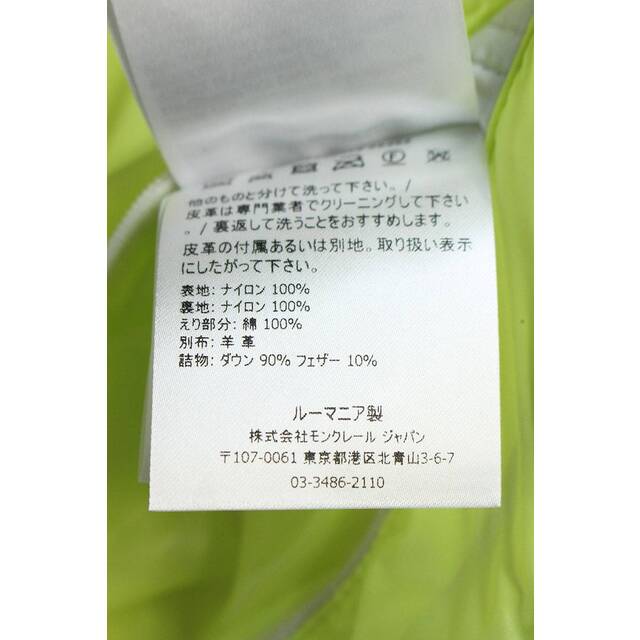 他のものと分けて洗って下さい。/
皮革は専門業者でクリーニングして下さい
。/ 裏返して洗うことをおすすめします。
皮革の付属あるいは別地。取り扱い表示
にしたがって下さい。
表地: ナイロン 100%
裏地: ナイロン 100%
えり部分: 綿 100%
別布: 羊 革
詰物: ダウン 90% フェザー 10%
ルーマニア製
株式会社モンクレール ジャパン
〒107-0061 東京都港区北青山3-6-7
03-3486-2110